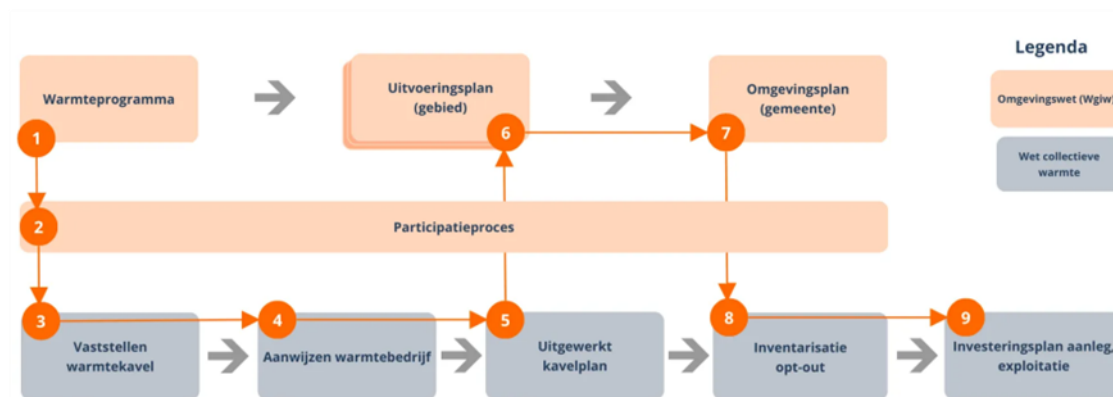 Legenda
Warmteprogramma
Uitvoeringsplan
(gebied)
Omgevingsplan
(gemeente)
Omgevingswet (Wgiw)
1
6
7
Wet collectieve
warmte
2
Participatieproces
3
4
5
8
9
Vaststellen
warmtekavel
Aanwijzen warmtebedrijf
Uitgewerkt
kavelplan
Inventarisatie
opt-out
Investeringsplan aanleg,
exploitatie